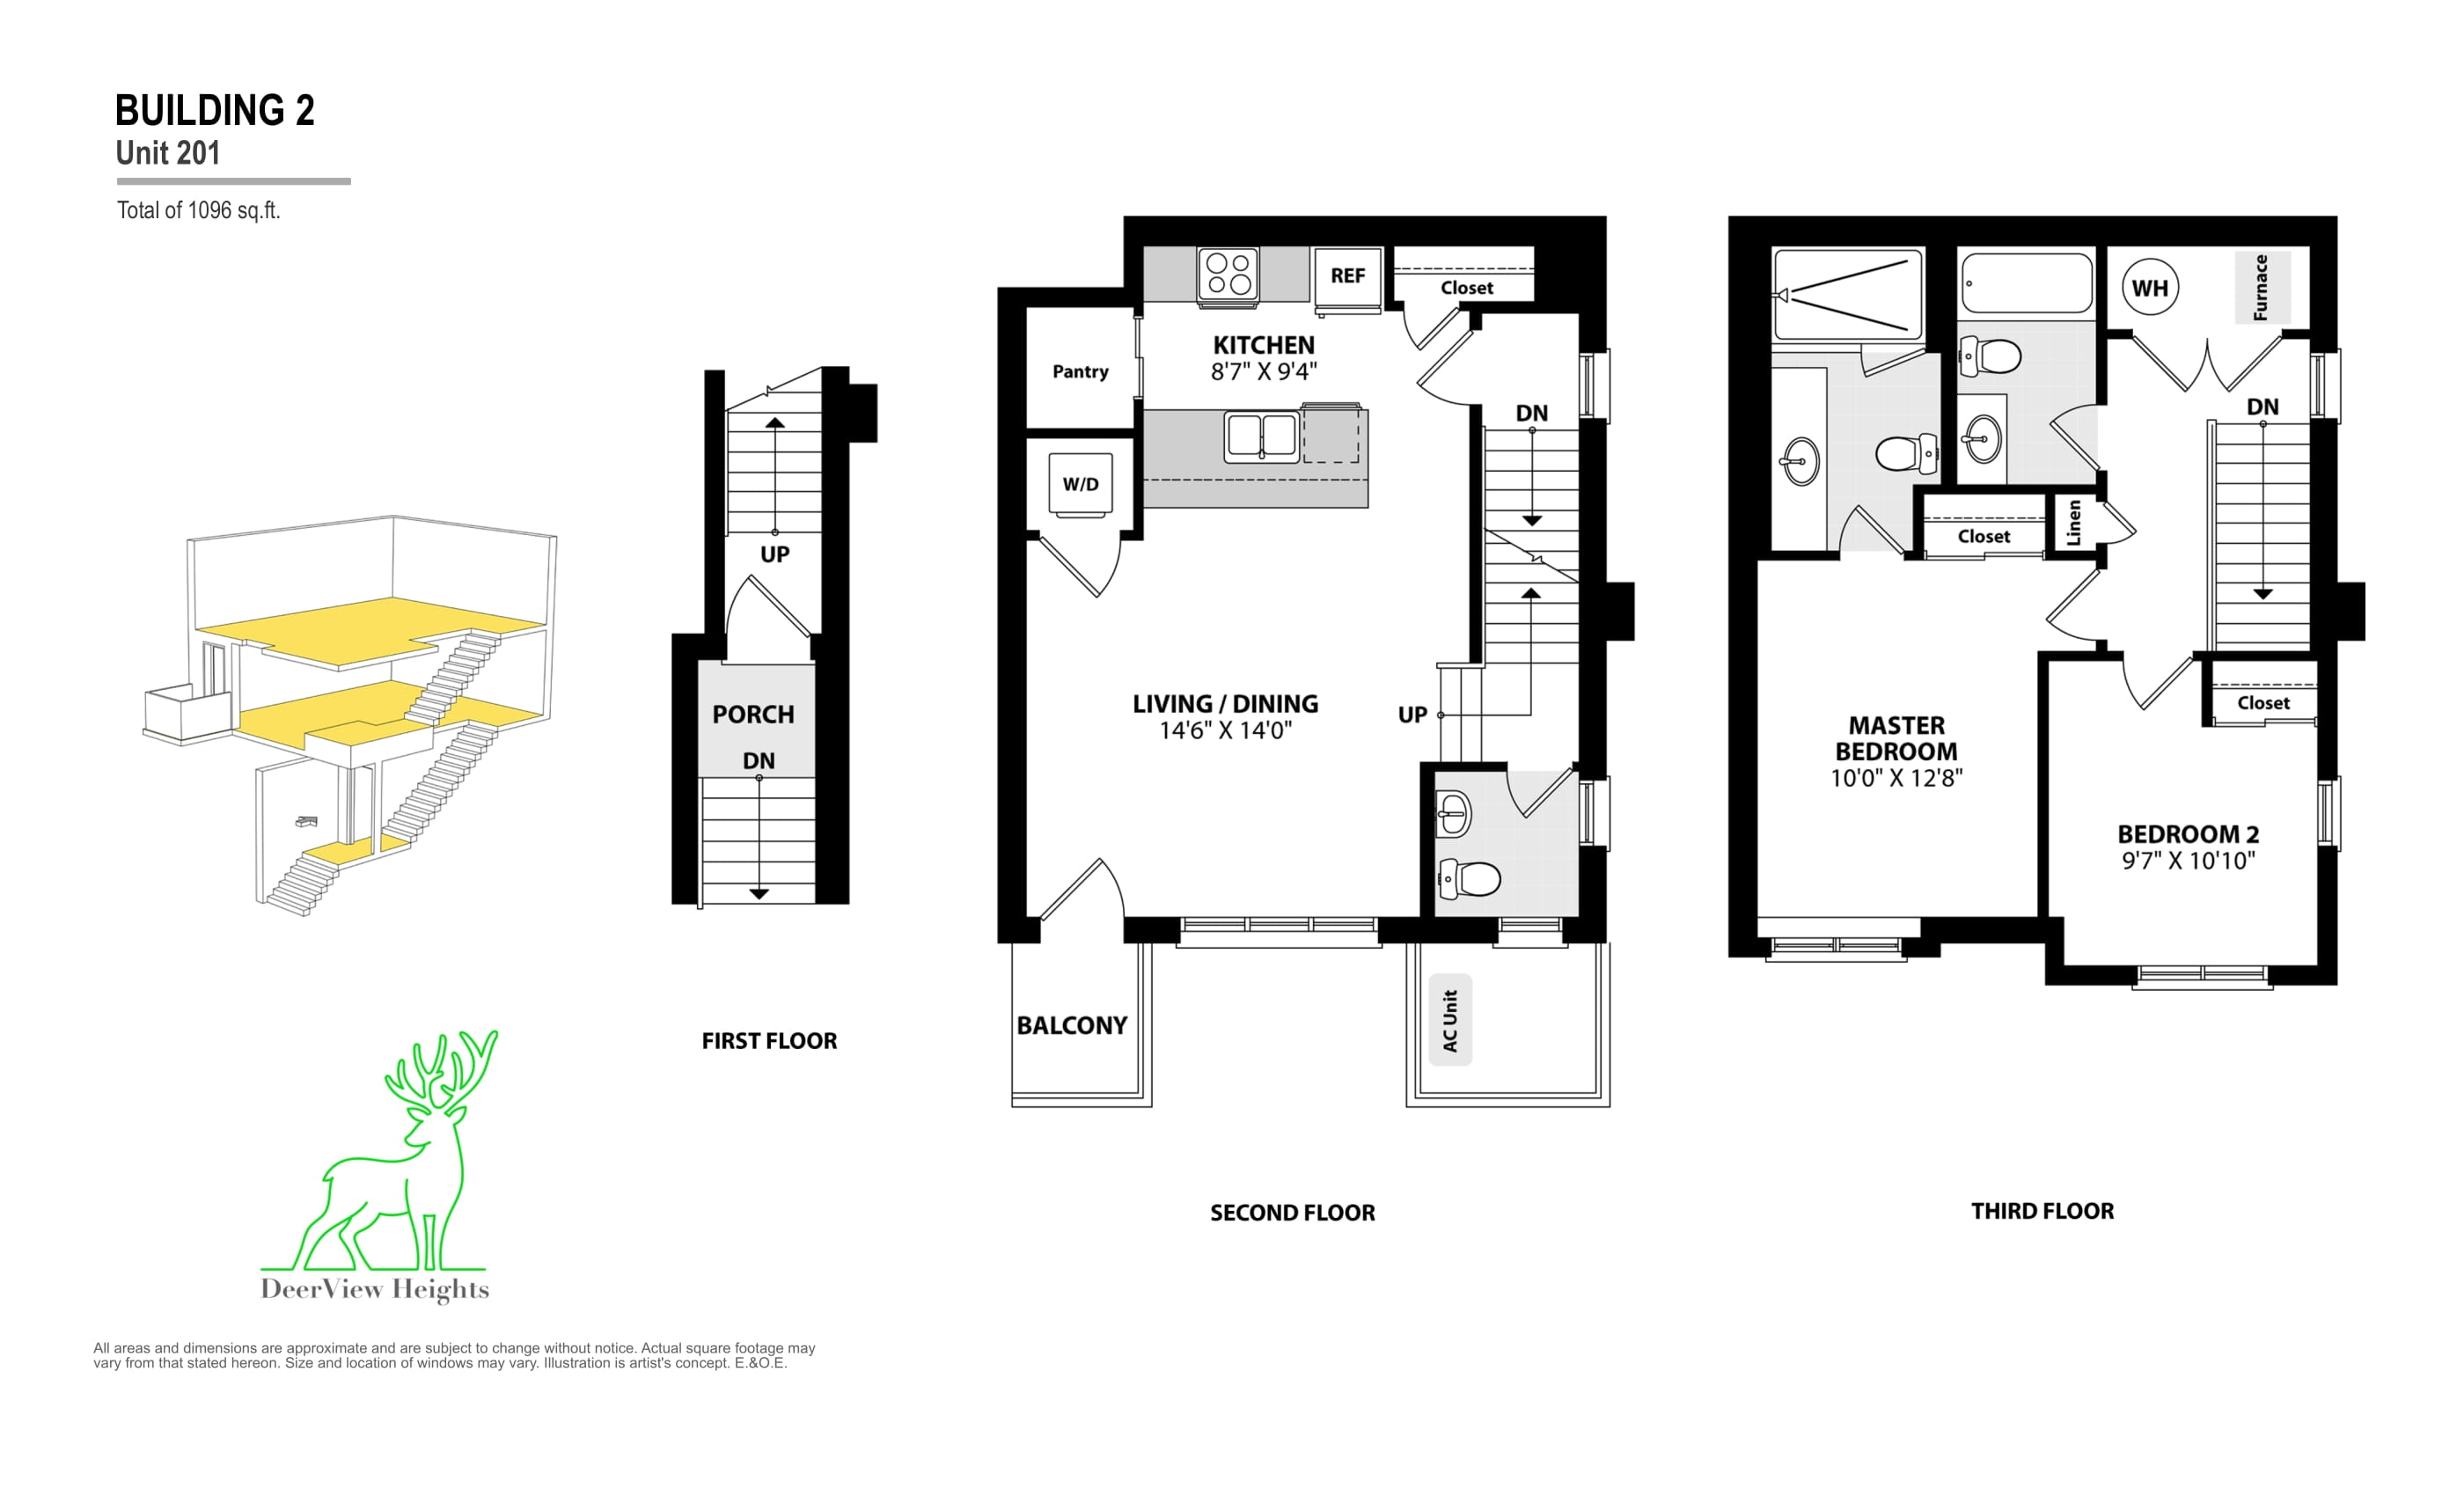 BUILDING 2
Unit 201
Total of 1096 sq.ft.
UP
PORCH
DN
FIRST FLOOR
REF
Closet
KITCHEN
8'7" X 9'4"
Pantry
DN
W/D
LIVING / DINING
14'6" X 14'0"
UP
BALCONY
AC Unit
SECOND FLOOR
WH
Furnace
DN
Linen
Closet
Closet
MASTER
BEDROOM
10'0" X 12'8"
BEDROOM 2
9'7" X 10'10"
THIRD FLOOR
DeerView Heights
All areas and dimensions are approximate and are subject to change without notice. Actual square footage may
vary from that stated hereon. Size and location of windows may vary. Illustration is artist's concept. E.&O.E.